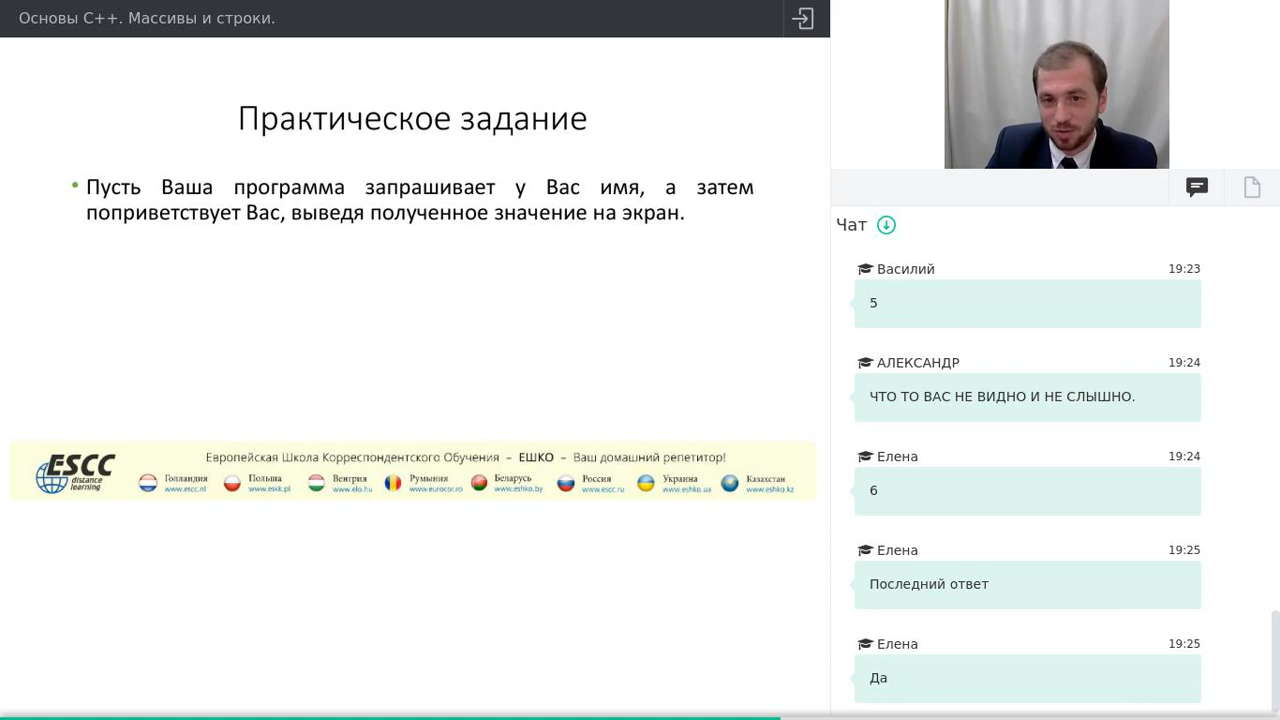 Основы C++. Массивы и строки.
Практическое задание
• Пусть Ваша программа запрашивает у Вас имя, а затем
поприветствует Вас, выведя полученное значение на экран.
ESCC
distance
learning
Европейская Школа Корреспондентского Обучения – ЕШКО – Ваш домашний репетитор!
Голландия
www.escc.nl
Польша
www.eskk.pl
Венгрия
www.elo.hu
Румыния
www.eurocor.ro
Беларусь
www.eshko.by
Россия
www.escc.ru
Украина
www.eshko.ua
Казахстан
www.eshko.kz
Чат
Василий 19:23
5
АЛЕКСАНДР 19:24
ЧТО ТО ВАС НЕ ВИДНО И НЕ СЛЫШНО.
Елена 19:24
6
Елена 19:25
Последний ответ
Елена 19:25
Да